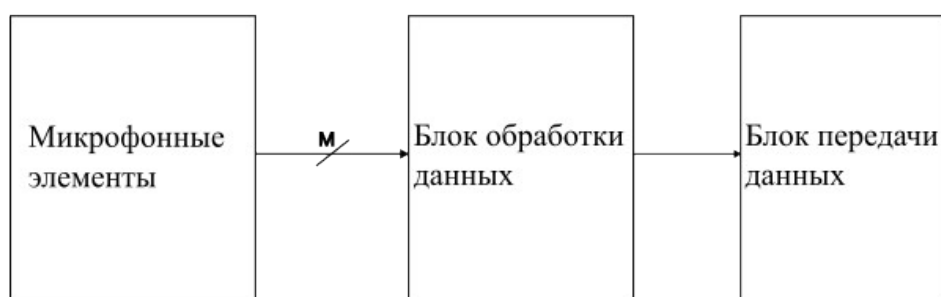 Микрофонные
элементы
М
Блок обработки
данных
Блок передачи
данных